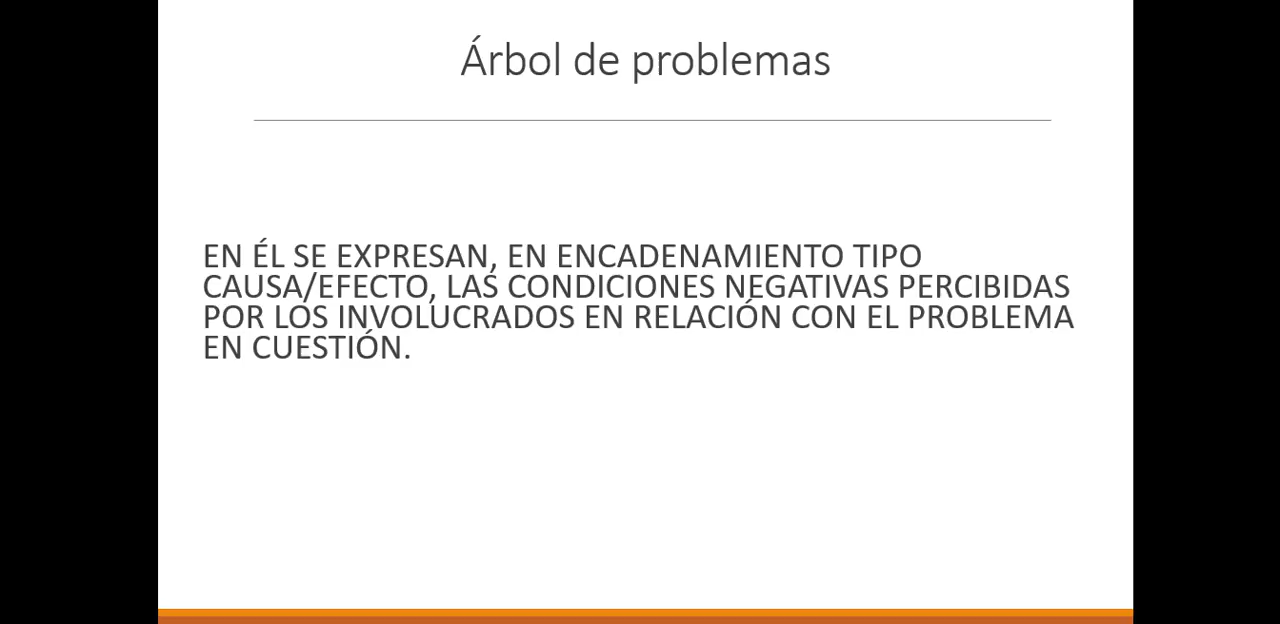 Árbol de problemas
EN ÉL SE EXPRESAN, EN ENCADENAMIENTO TIPO
CAUSA/EFECTO, LAS CONDICIONES NEGATIVAS PERCIBIDAS
POR LOS INVOLUCRADOS EN RELACIÓN CON EL PROBLEMA
EN CUESTIÓN.